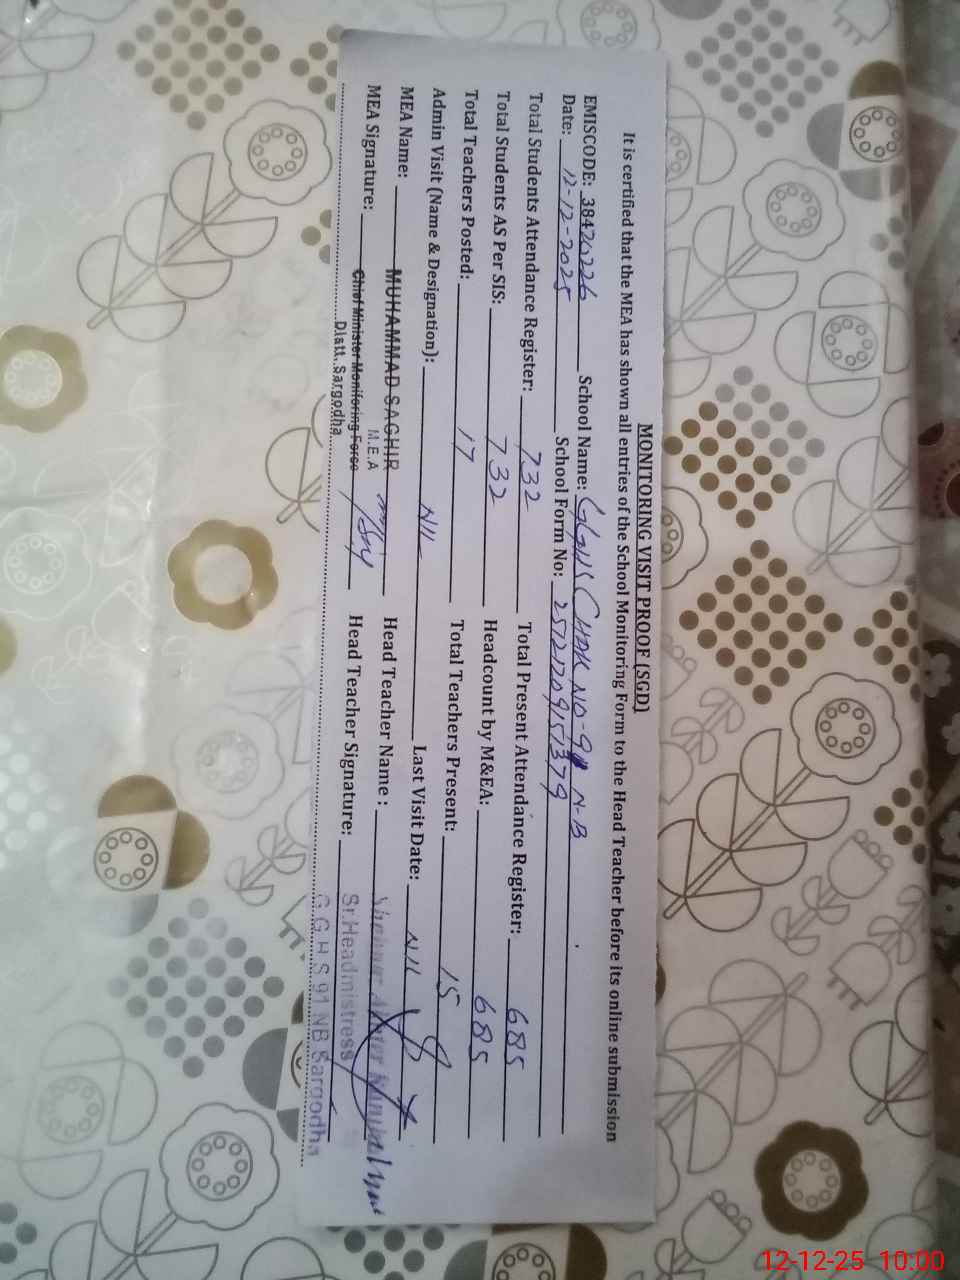 MONITORING VISIT PROOF (SGD)
It is certified that the MEA has shown all entries of the School Monitoring Form to the Head Teacher before its online submission
EMISCODE: 38420226 School Name: GGHS CHAK NO-91 N-B
Date: 12-12-2025 School Form No:
Total Students Attendance Register: 732 Total Present Attendance Register: 685
Total Students AS Per SIS: 732 Headcount by M&EA: 685
Total Teachers Posted: 17 Total Teachers Present: 15
Admin Visit (Name & Designation): Nil Last Visit Date: Nil
MEA Name: MUHAMMAD SAGHIR Head Teacher Name :
M.E.A
MEA Signature: Chief Minister Monitoring Force Head Teacher Signature: Sr.Headmistress
Distt. Sargodha G.G.H.S 91 NB Sargodha
12-12-25 10:00